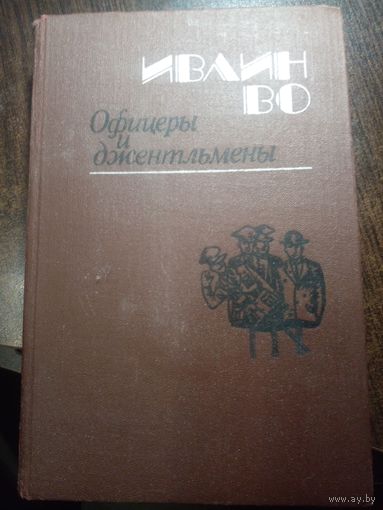 ИВЛИН
ВО
Офицеры
и
джентльмены
www.ay.by